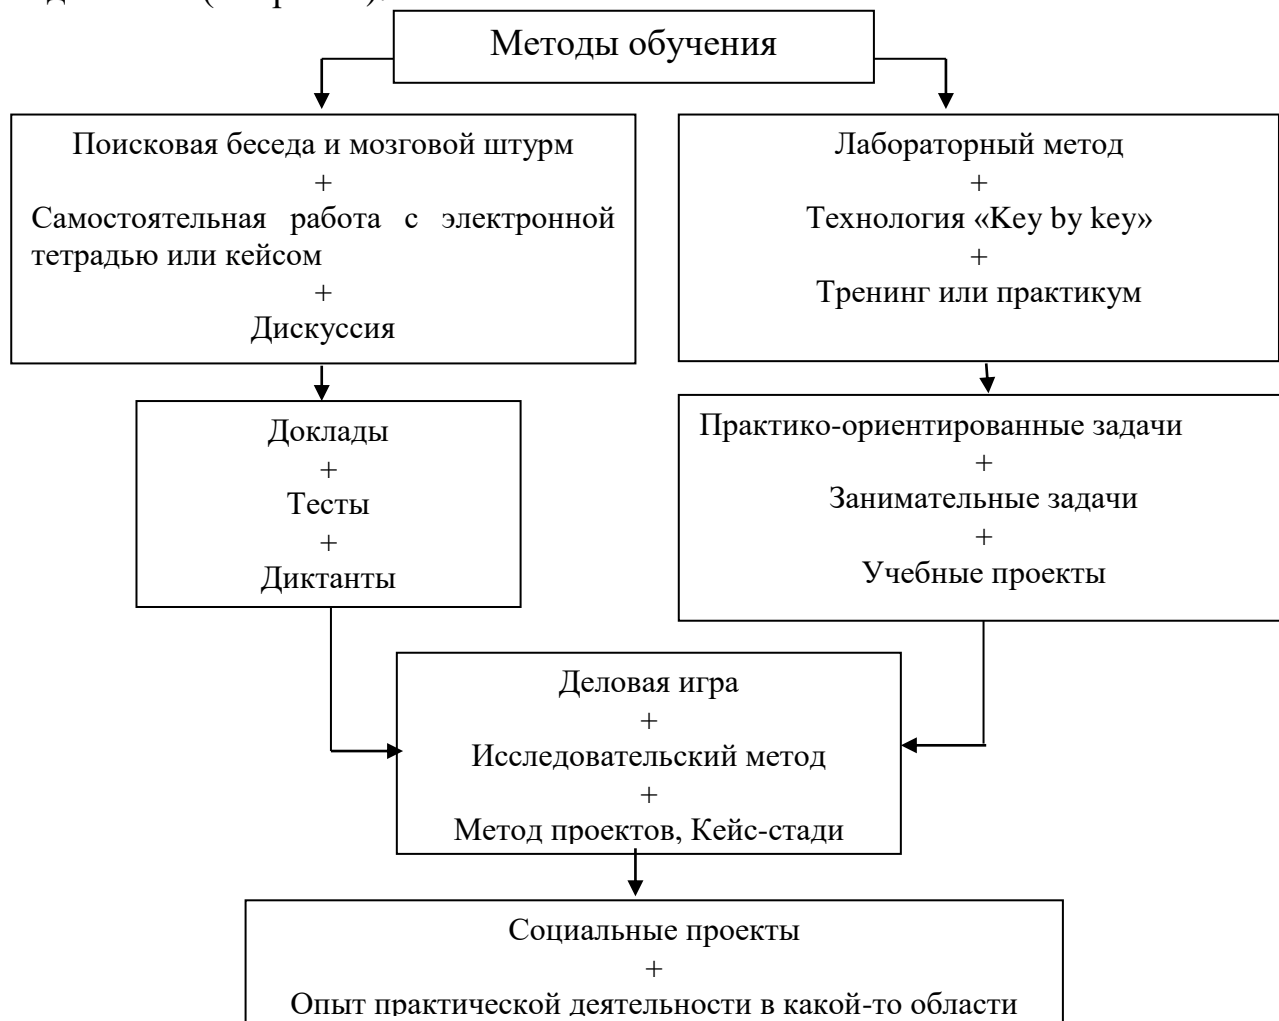 Методы обучения
Поисковая беседа и мозговой штурм
+
Самостоятельная работа с электронной
тетрадью или кейсом
+
Дискуссия
Лабораторный метод
+
Технология «Key by key»
+
Тренинг или практикум
Доклады
+
Тесты
+
Диктанты
Практико-ориентированные задачи
+
Занимательные задачи
+
Учебные проекты
Деловая игра
+
Исследовательский метод
+
Метод проектов, Кейс-стади
Социальные проекты
+
Опыт практической деятельности в какой-то области